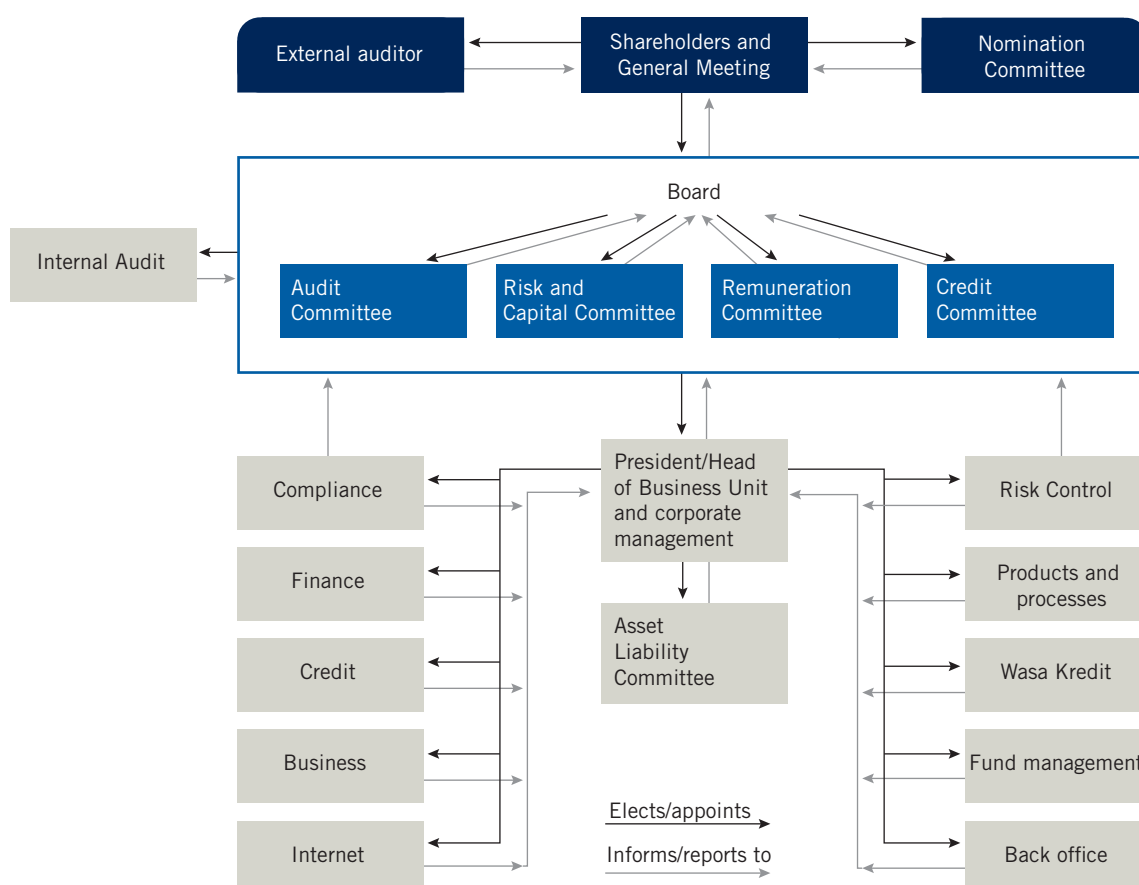 External auditor
Shareholders and
General Meeting
Nomination
Committee
Board
Internal Audit
Audit
Committee
Risk and
Capital Committee
Remuneration
Committee
Credit
Committee
Compliance
President/Head
of Business Unit
and corporate
management
Risk Control
Finance
Products and
processes
Asset
Liability
Committee
Credit
Wasa Kredit
Business
Fund management
Elects/appoints
Internet
Informs/reports to
Back office